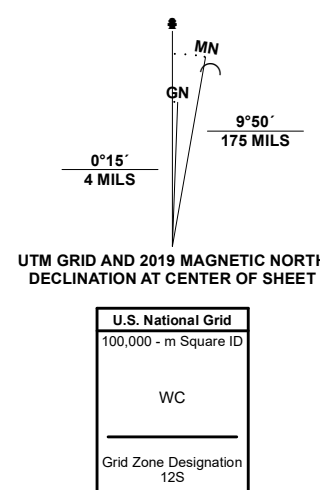 MN
GN
9°50´
175 MILS
0°15´
4 MILS
UTM GRID AND 2019 MAGNETIC NORTH
DECLINATION AT CENTER OF SHEET
U.S. National Grid
100,000 - m Square ID
WC
Grid Zone Designation
12S